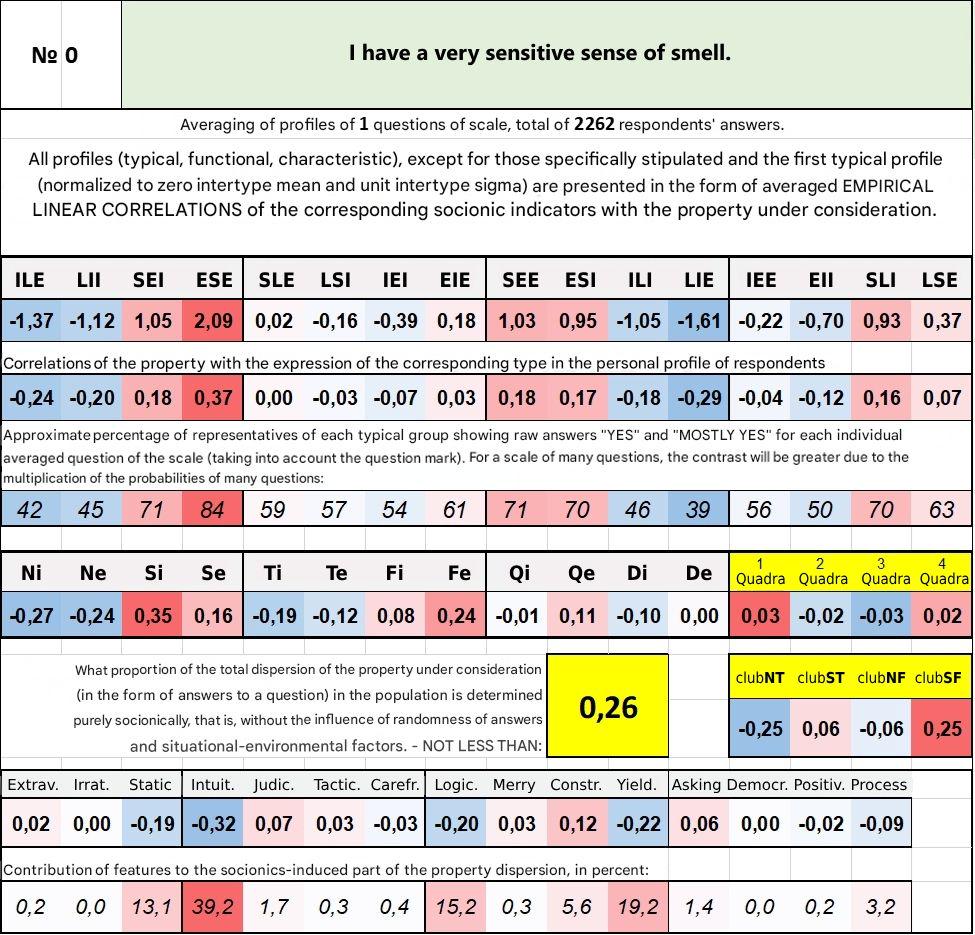 № 0
I have a very sensitive sense of smell.
Averaging of profiles of 1 questions of scale, total of 2262 respondents' answers.
All profiles (typical, functional, characteristic), except for those specifically stipulated and the first typical profile
(normalized to zero intertype mean and unit intertype sigma) are presented in the form of averaged EMPIRICAL
LINEAR CORRELATIONS of the corresponding socionic indicators with the property under consideration.
ILE LII SEI ESE SLE LSI IEI EIE SEE ESI ILI LIE IEE EII SLI LSE
-1,37 -1,12 1,05 2,09 0,02 -0,16 -0,39 0,18 1,03 0,95 -1,05 -1,61 -0,22 -0,70 0,93 0,37
Correlations of the property with the expression of the corresponding type in the personal profile of respondents
-0,24 -0,20 0,18 0,37 0,00 -0,03 -0,07 0,03 0,18 0,17 -0,18 -0,29 -0,04 -0,12 0,16 0,07
Approximate percentage of representatives of each typical group showing raw answers "YES" and "MOSTLY YES" for each individual
averaged question of the scale (taking into account the question mark). For a scale of many questions, the contrast will be greater due to the
multiplication of the probabilities of many questions:
42 45 71 84 59 57 54 61 71 70 46 39 56 50 70 63
Ni Ne Si Se Ti Te Fi Fe Qi Qe Di De 1 Quadra 2 Quadra 3 Quadra 4 Quadra
-0,27 -0,24 0,35 0,16 -0,19 -0,12 0,08 0,24 -0,01 0,11 -0,10 0,00 0,03 -0,02 -0,03 0,02
What proportion of the total dispersion of the property under consideration
(in the form of answers to a question) in the population is determined
purely socionically, that is, without the influence of randomness of answers
and situational-environmental factors. - NOT LESS THAN:
0,26
clubNT clubST clubNF clubSF
-0,25 0,06 -0,06 0,25
Extrav. Irrat. Static Intuit. Judic. Tactic. Carefr. Logic. Merry Constr. Yield. Asking Democr. Positiv. Process
0,02 0,00 -0,19 -0,32 0,07 0,03 -0,03 -0,20 0,03 0,12 -0,22 0,06 0,00 -0,02 -0,09
Contribution of features to the socionics-induced part of the property dispersion, in percent:
0,2 0,0 13,1 39,2 1,7 0,3 0,4 15,2 0,3 5,6 19,2 1,4 0,0 0,2 3,2